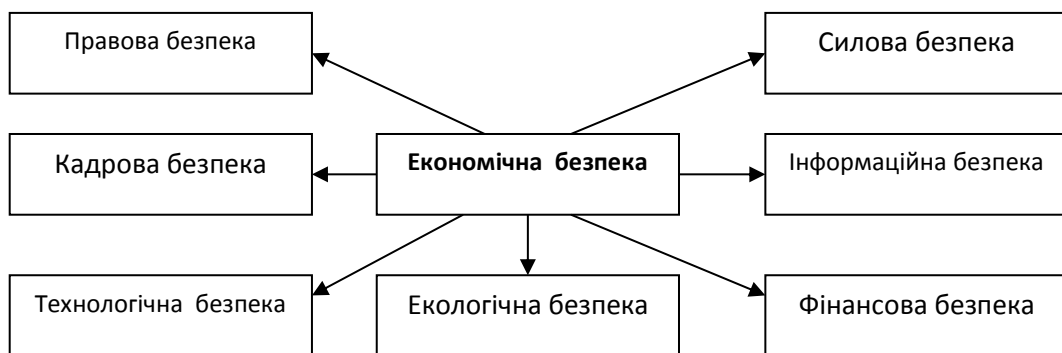 Правова безпека
Силова безпека
Кадрова безпека
Економічна безпека
Інформаційна безпека
Технологічна безпека
Екологічна безпека
Фінансова безпека